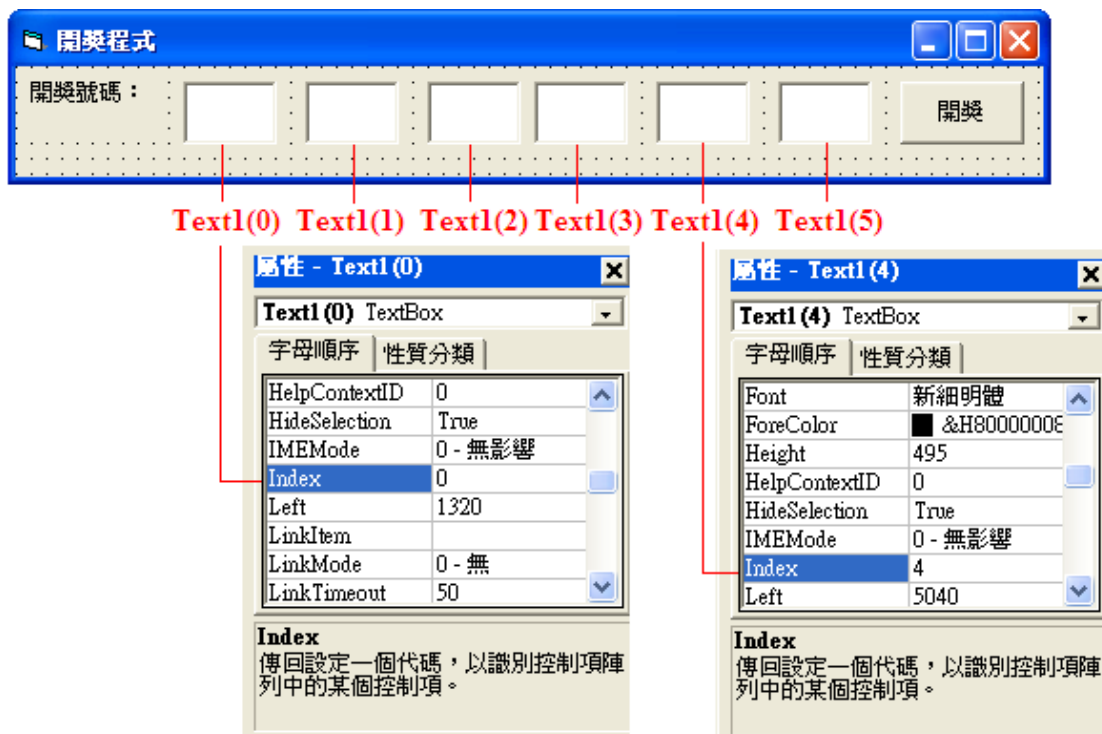 開獎程式
開獎號碼：
開獎
Text1(0) Text1(1) Text1(2) Text1(3) Text1(4) Text1(5)
屬性 - Text1(0)
Text1(0) TextBox
字母順序 性質分類
HelpContextID 0
HideSelection True
IMEMode 0 - 無影響
Index 0
Left 1320
LinkItem
LinkMode 0 - 無
LinkTimeout 50
Index
傳回設定一個代碼，以識別控制項陣
列中的某個控制項。
屬性 - Text1(4)
Text1(4) TextBox
字母順序 性質分類
Font 新細明體
ForeColor &H80000008
Height 495
HelpContextID 0
HideSelection True
IMEMode 0 - 無影響
Index 4
Left 5040
Index
傳回設定一個代碼，以識別控制項陣
列中的某個控制項。